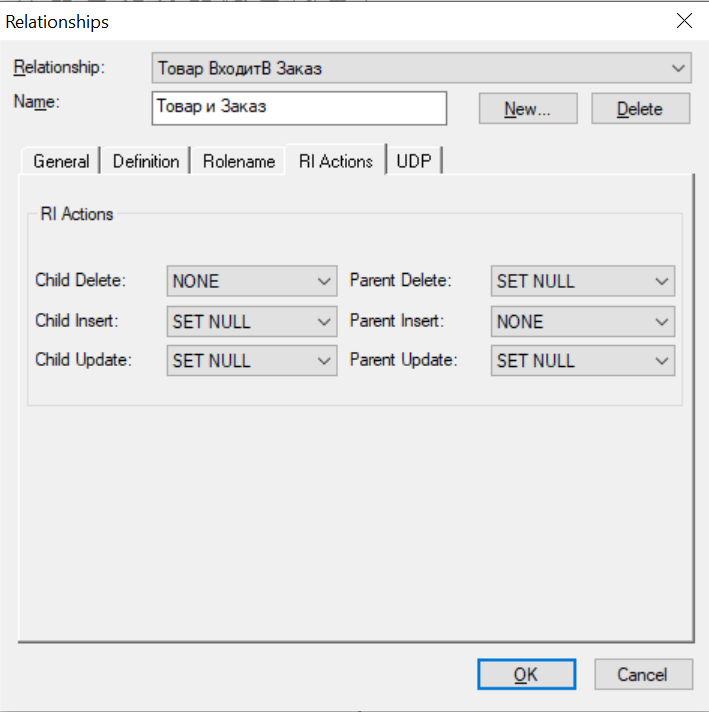 Relationships
Relationship: Товар ВходитВ Заказ
Name: Товар и Заказ New... Delete
General Definition Rolename RI Actions UDP
RI Actions
Child Delete: NONE Parent Delete: SET NULL
Child Insert: SET NULL Parent Insert: NONE
Child Update: SET NULL Parent Update: SET NULL
OK Cancel